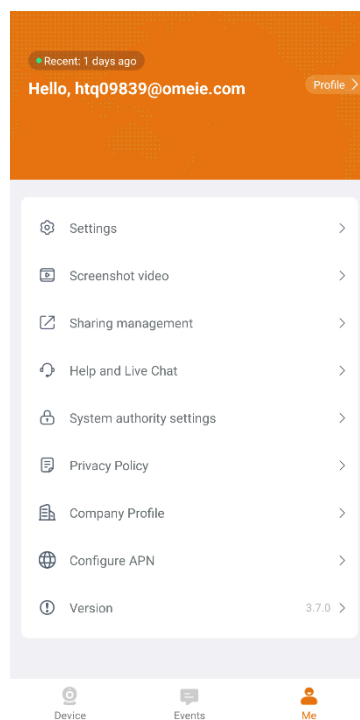 Recent: 1 days ago
Hello, htq09839@omeie.com
Profile
Settings
Screenshot video
Sharing management
Help and Live Chat
System authority settings
Privacy Policy
Company Profile
Configure APN
Version 3.7.0
Device Events Me